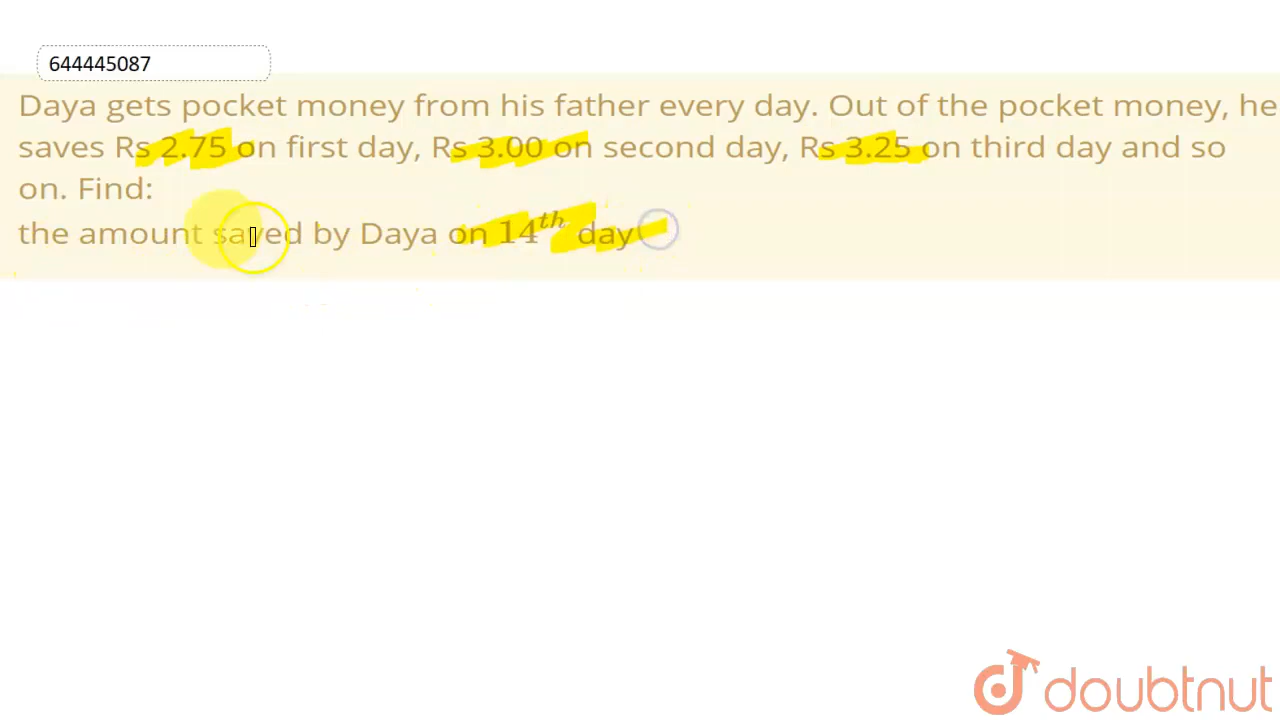 644445087
Daya gets pocket money from his father every day. Out of the pocket money, he
saves Rs 2.75 on first day, Rs 3.00 on second day, Rs 3.25 on third day and so
on. Find:
the amount saved by Daya on 14th day
doubtnut